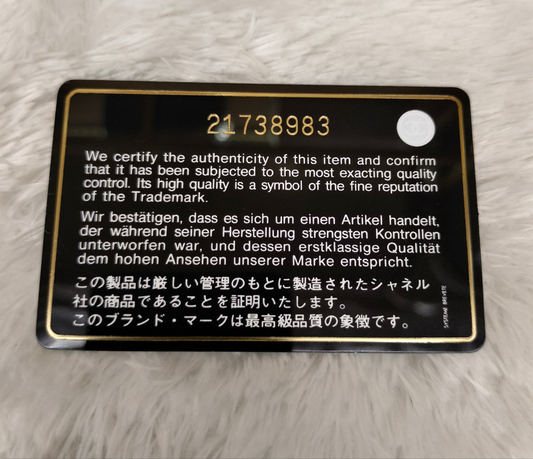 21738983
We certify the authenticity of this item and confirm
that it has been subjected to the most exacting quality
control. Its high quality is a symbol of the fine reputation
of the Trademark.
Wir bestätigen, dass es sich um einen Artikel handelt,
der während seiner Herstellung strengsten Kontrollen
unterworfen war, und dessen erstklassige Qualität
dem hohen Ansehen unserer Marke entspricht.
この製品は厳しい管理のもとに製造されたシャネル
社の商品であることを証明いたします。
このブランド・マークは最高級品質の象徴です。
SYSTEME BREVETE